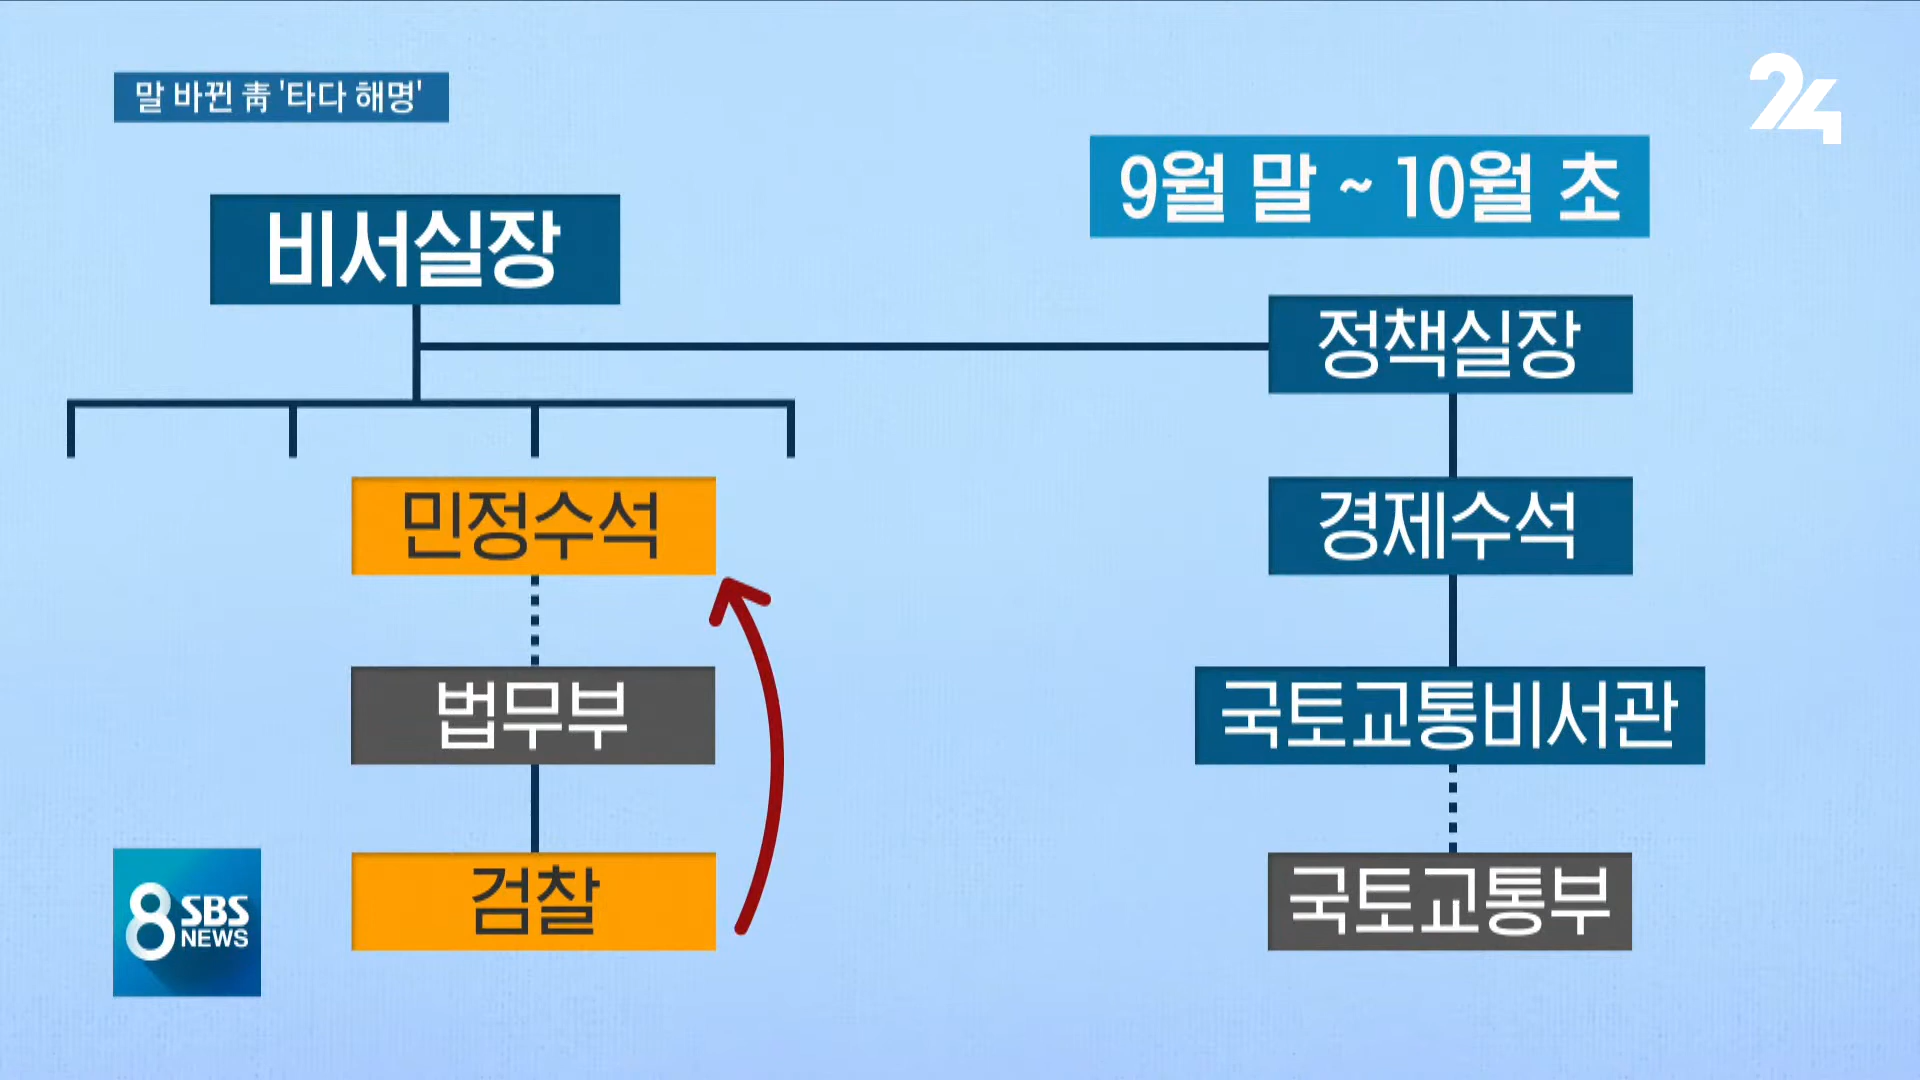 말 바뀐 靑 '타다 해명'
24
9월 말 ~ 10월 초
비서실장
정책실장
민정수석
경제수석
법무부
국토교통비서관
검찰
국토교통부
8 SBS
NEWS